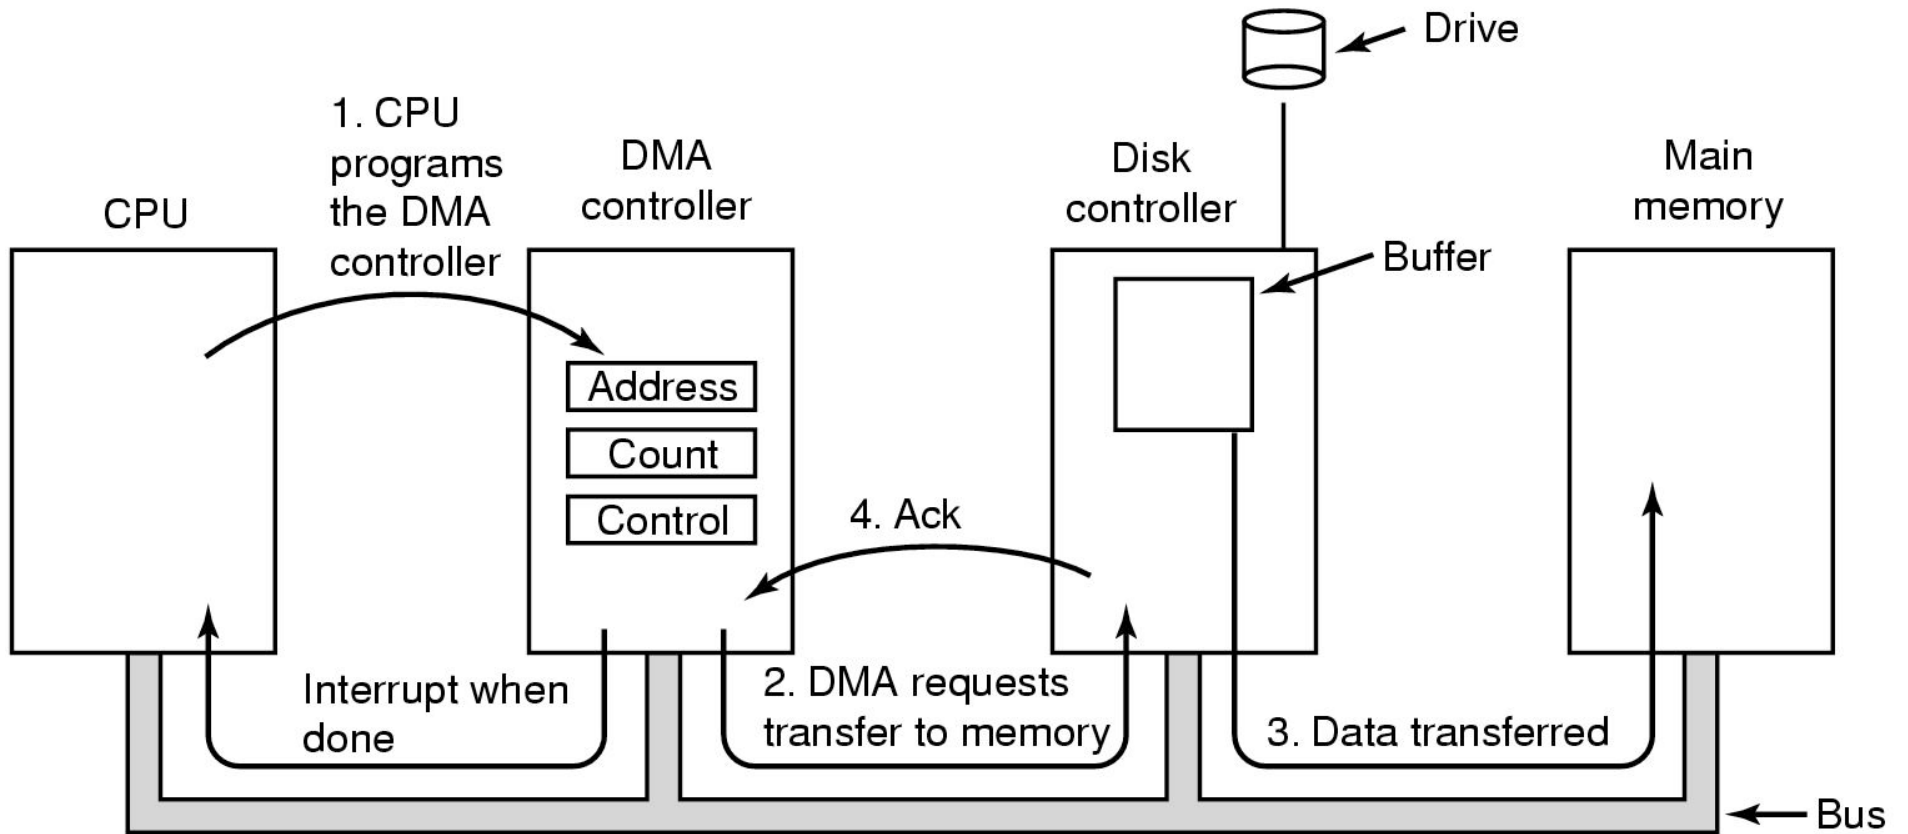 Drive
1. CPU
programs
the DMA
controller
CPU
DMA
controller
Disk
controller
Main
memory
Buffer
Address
Count
Control
4. Ack
Interrupt when
done
2. DMA requests
transfer to memory
3. Data transferred
Bus